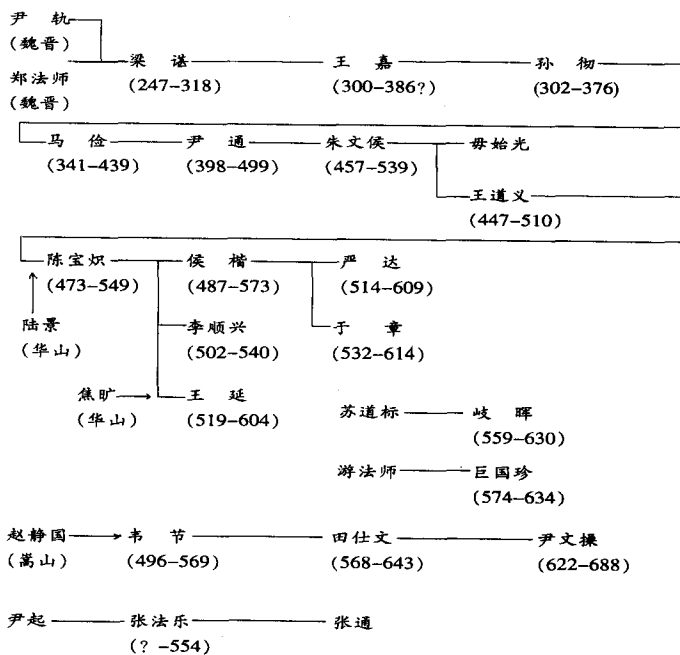 尹 轨
(魏晋)
郑法师
(魏晋)
梁 谌 王 嘉 孙 彻
(247-318) (300-386?) (302-376)
马 俭 尹 通 朱文侯 毋始光
(341-439) (398-499) (457-539)
王道义
(447-510)
陈宝炽 侯 楷 严 达
(473-549) (487-573) (514-609)
陆景 李顺兴 于 章
(华山) (502-540) (532-614)
焦旷 王 延
(华山) (519-604)
苏道标 岐 晖
(559-630)
游法师 巨国珍
(574-634)
赵静国 韦 节 田仕文 尹文操
(嵩山) (496-569) (568-643) (622-688)
尹起 张法乐 张通
(? -554)